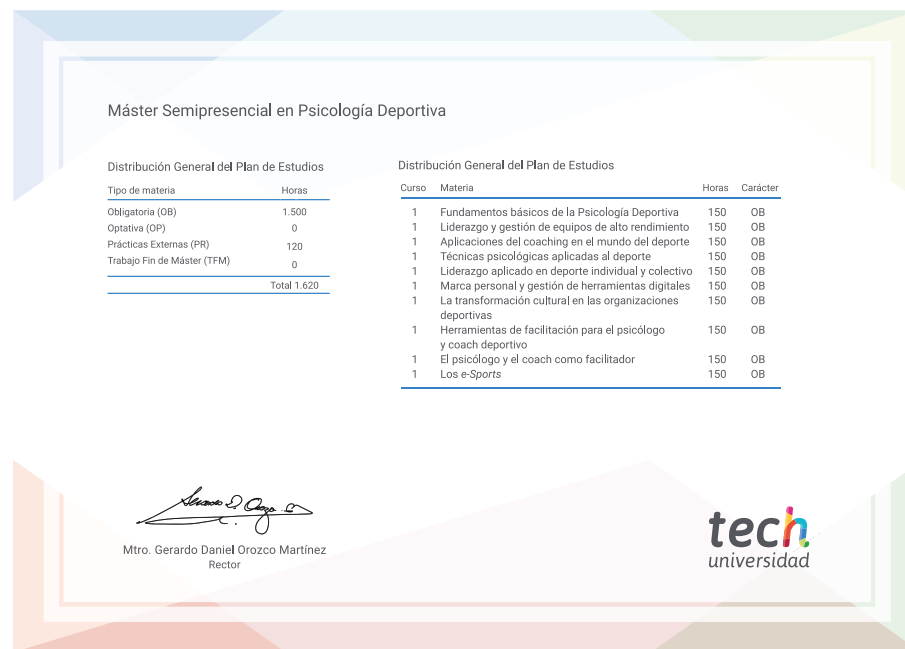 Máster Semipresencial en Psicología Deportiva
Distribución General del Plan de Estudios
Tipo de materia Horas
Obligatoria (OB) 1.500
Optativa (OP) 0
Prácticas Externas (PR) 120
Trabajo Fin de Máster (TFM) 0
Total 1.620
Distribución General del Plan de Estudios
Curso Materia Horas Carácter
1 Fundamentos básicos de la Psicología Deportiva 150 OB
1 Liderazgo y gestión de equipos de alto rendimiento 150 OB
1 Aplicaciones del coaching en el mundo del deporte 150 OB
1 Técnicas psicológicas aplicadas al deporte 150 OB
1 Liderazgo aplicado en deporte individual y colectivo 150 OB
1 Marca personal y gestión de herramientas digitales 150 OB
1 La transformación cultural en las organizaciones 150 OB
deportivas
1 Herramientas de facilitación para el psicólogo 150 OB
y coach deportivo
1 El psicólogo y el coach como facilitador 150 OB
1 Los e-Sports 150 OB
Mtro. Gerardo Daniel Orozco Martínez
Rector
tech
universidad